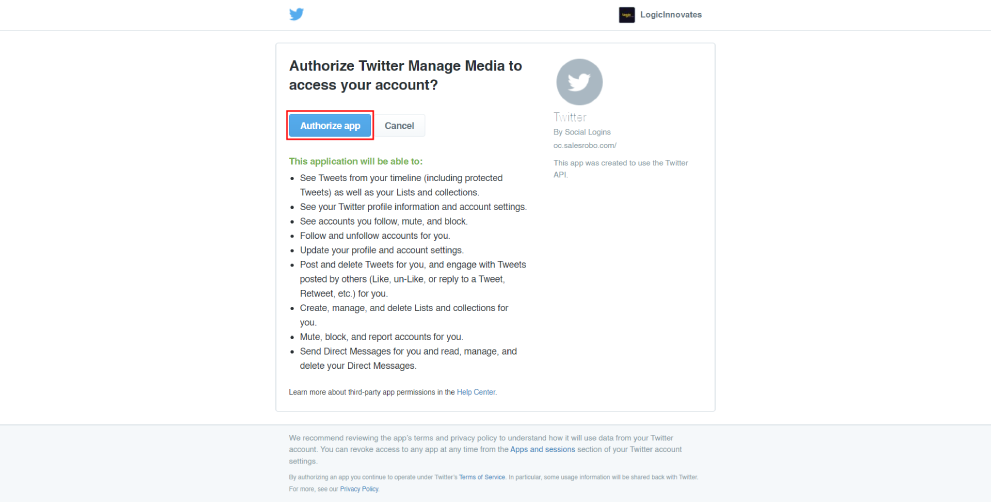 LogicInnovates
Authorize Twitter Manage Media to
access your account?
Authorize app
Cancel
This application will be able to:
• See Tweets from your timeline (including protected
Tweets) as well as your Lists and collections.
• See your Twitter profile information and account settings.
• See accounts you follow, mute, and block.
• Follow and unfollow accounts for you.
• Update your profile and account settings.
• Post and delete Tweets for you, and engage with Tweets
posted by others (Like, un-Like, or reply to a Tweet,
Retweet, etc.) for you.
• Create, manage, and delete Lists and collections for
you.
• Mute, block, and report accounts for you.
• Send Direct Messages for you and read, manage, and
delete your Direct Messages.
Learn more about third-party app permissions in the Help Center.
Twitter
By Social Logins
oc.salesrobo.com/
This app was created to use the Twitter
API.
We recommend reviewing the app's terms and privacy policy to understand how it will use data from your Twitter
account. You can revoke access to any app at any time from the Apps and sessions section of your Twitter account
settings.
By authorizing an app you continue to operate under Twitter's Terms of Service. In particular, some usage information will be shared back with Twitter.
For more, see our Privacy Policy.